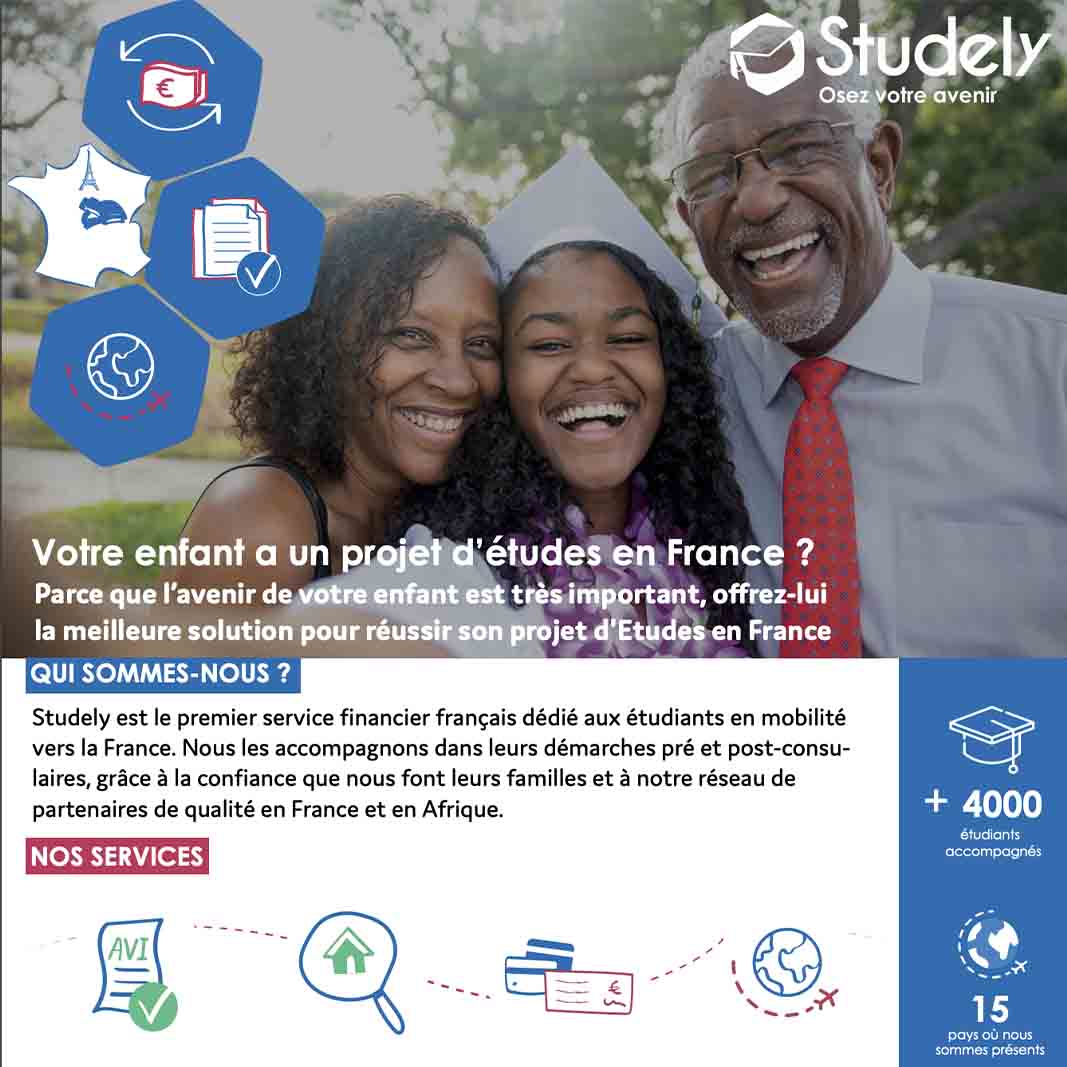 Studely
Osez votre avenir
€
Votre enfant a un projet d'études en France ?
Parce que l'avenir de votre enfant est très important, offrez-lui
la meilleure solution pour réussir son projet d'Etudes en France
QUI SOMMES-NOUS ?
Studely est le premier service financier français dédié aux étudiants en mobilité
vers la France. Nous les accompagnons dans leurs démarches pré et post-consu-
laires, grâce à la confiance que nous font leurs familles et à notre réseau de
partenaires de qualité en France et en Afrique.
NOS SERVICES
AVI
€
+ 4000
étudiants
accompagnés
15
pays où nous
sommes présents